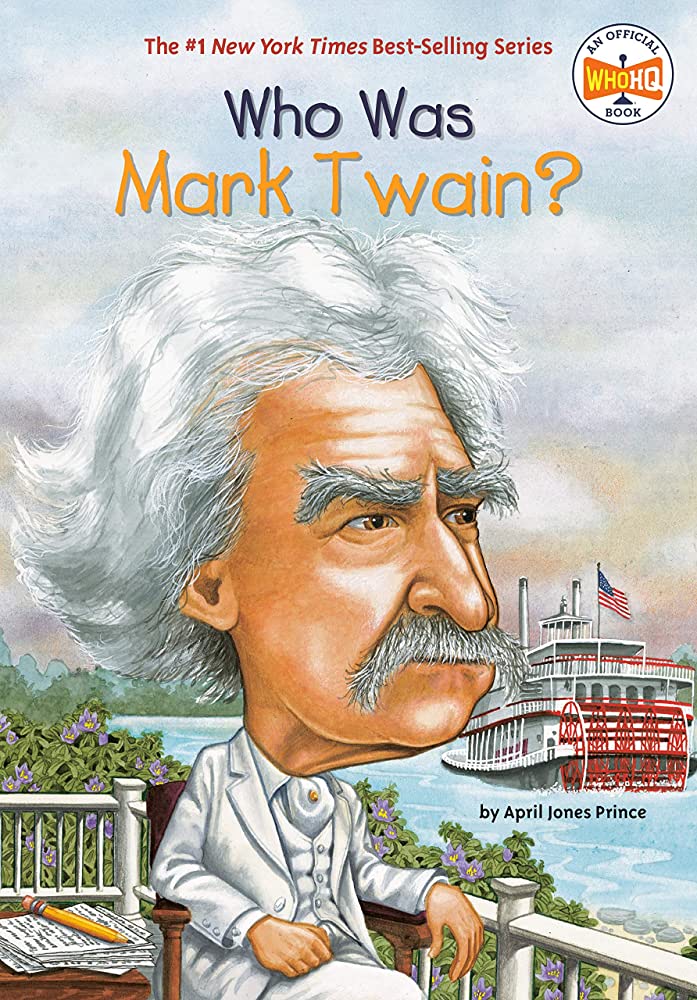 The #1 New York Times Best-Selling Series
AN OFFICIAL
WHOHQ
BOOK
Who Was
Mark Twain?
by April Jones Prince